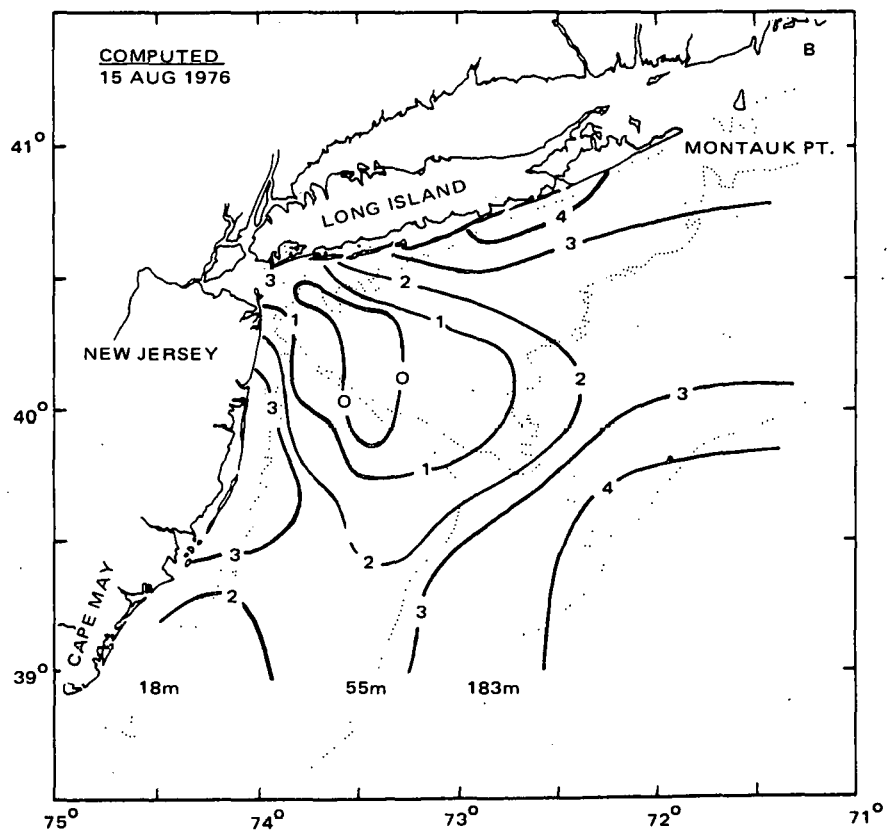 COMPUTED
15 AUG 1976
B
41°
MONTAUK PT.
LONG ISLAND
4
3
3
2
1
1
NEW JERSEY
0
2
3
3
0
40°
1
4
2
3
2
3
CAPE MAY
39°
18m
55m
183m
75°
74°
73°
72°
71°